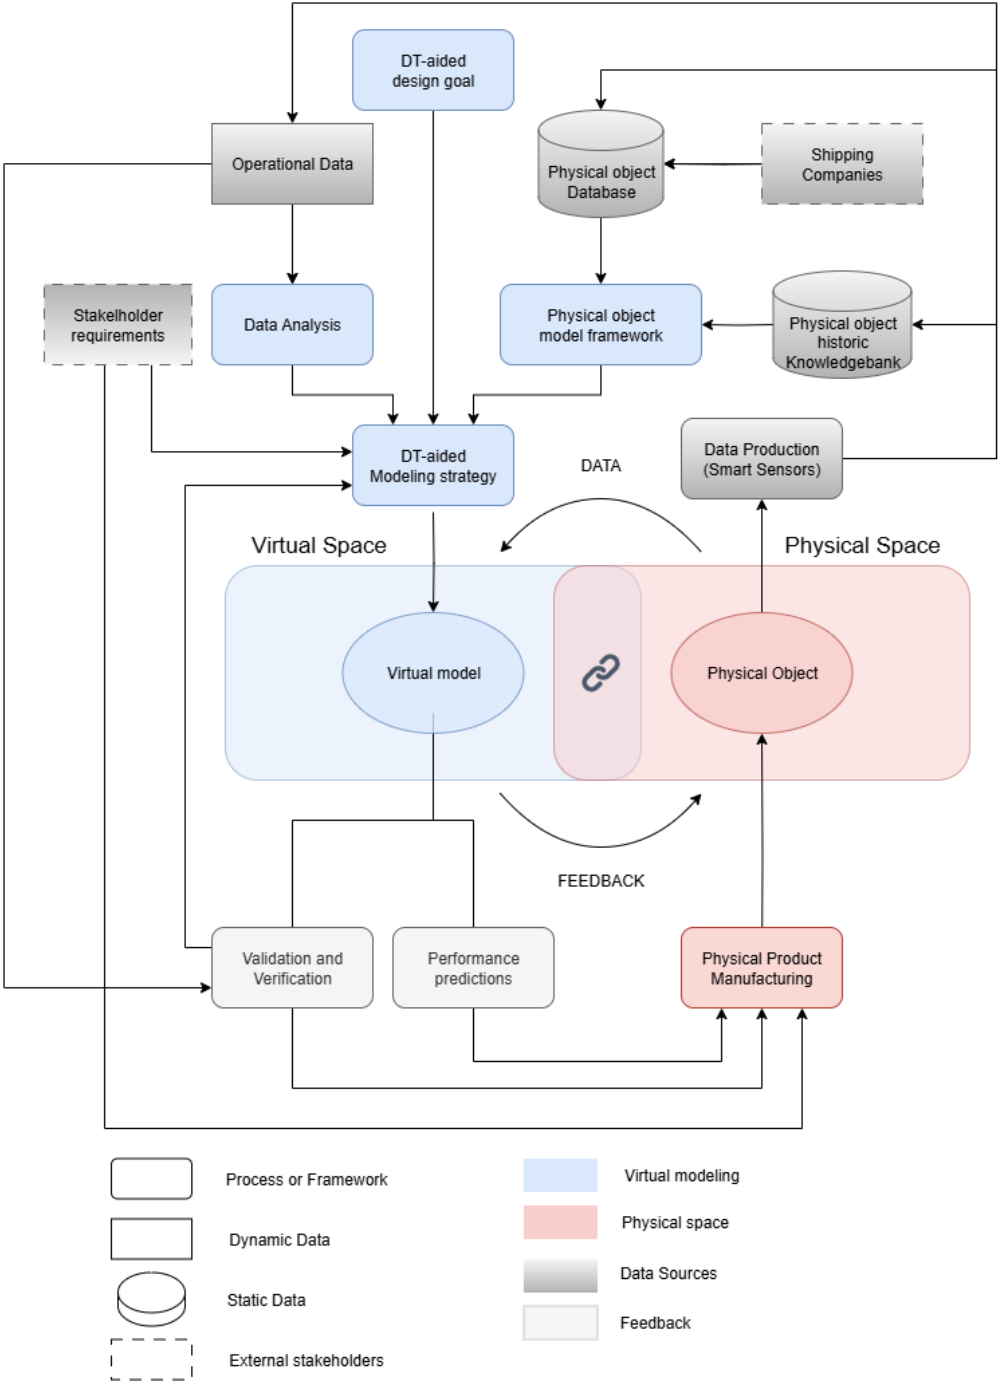 DT-aided
design goal
Operational Data
Physical object
Database
Shipping
Companies
Stakelholder
requirements
Data Analysis
Physical object
model framework
Physical object
historic
Knowledgebank
DT-aided
Modeling strategy
DATA
Data Production
(Smart Sensors)
Virtual Space
Physical Space
Virtual model
Physical Object
FEEDBACK
Validation and
Verification
Performance
predictions
Physical Product
Manufacturing
Process or Framework
Dynamic Data
Static Data
External stakeholders
Virtual modeling
Physical space
Data Sources
Feedback